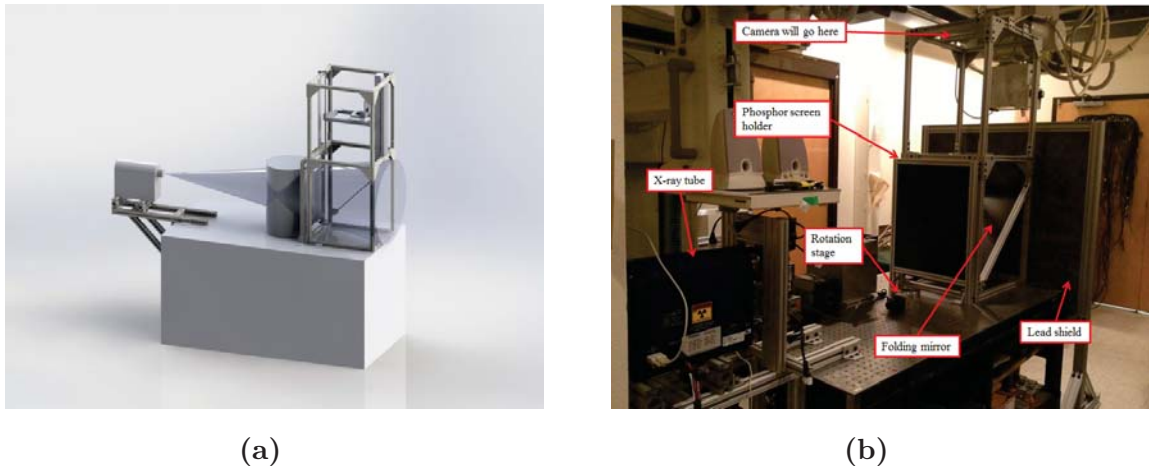 Camera will go here
Phosphor screen
holder
X-ray tube
Rotation
stage
Folding mirror
Lead shield
(a)
(b)